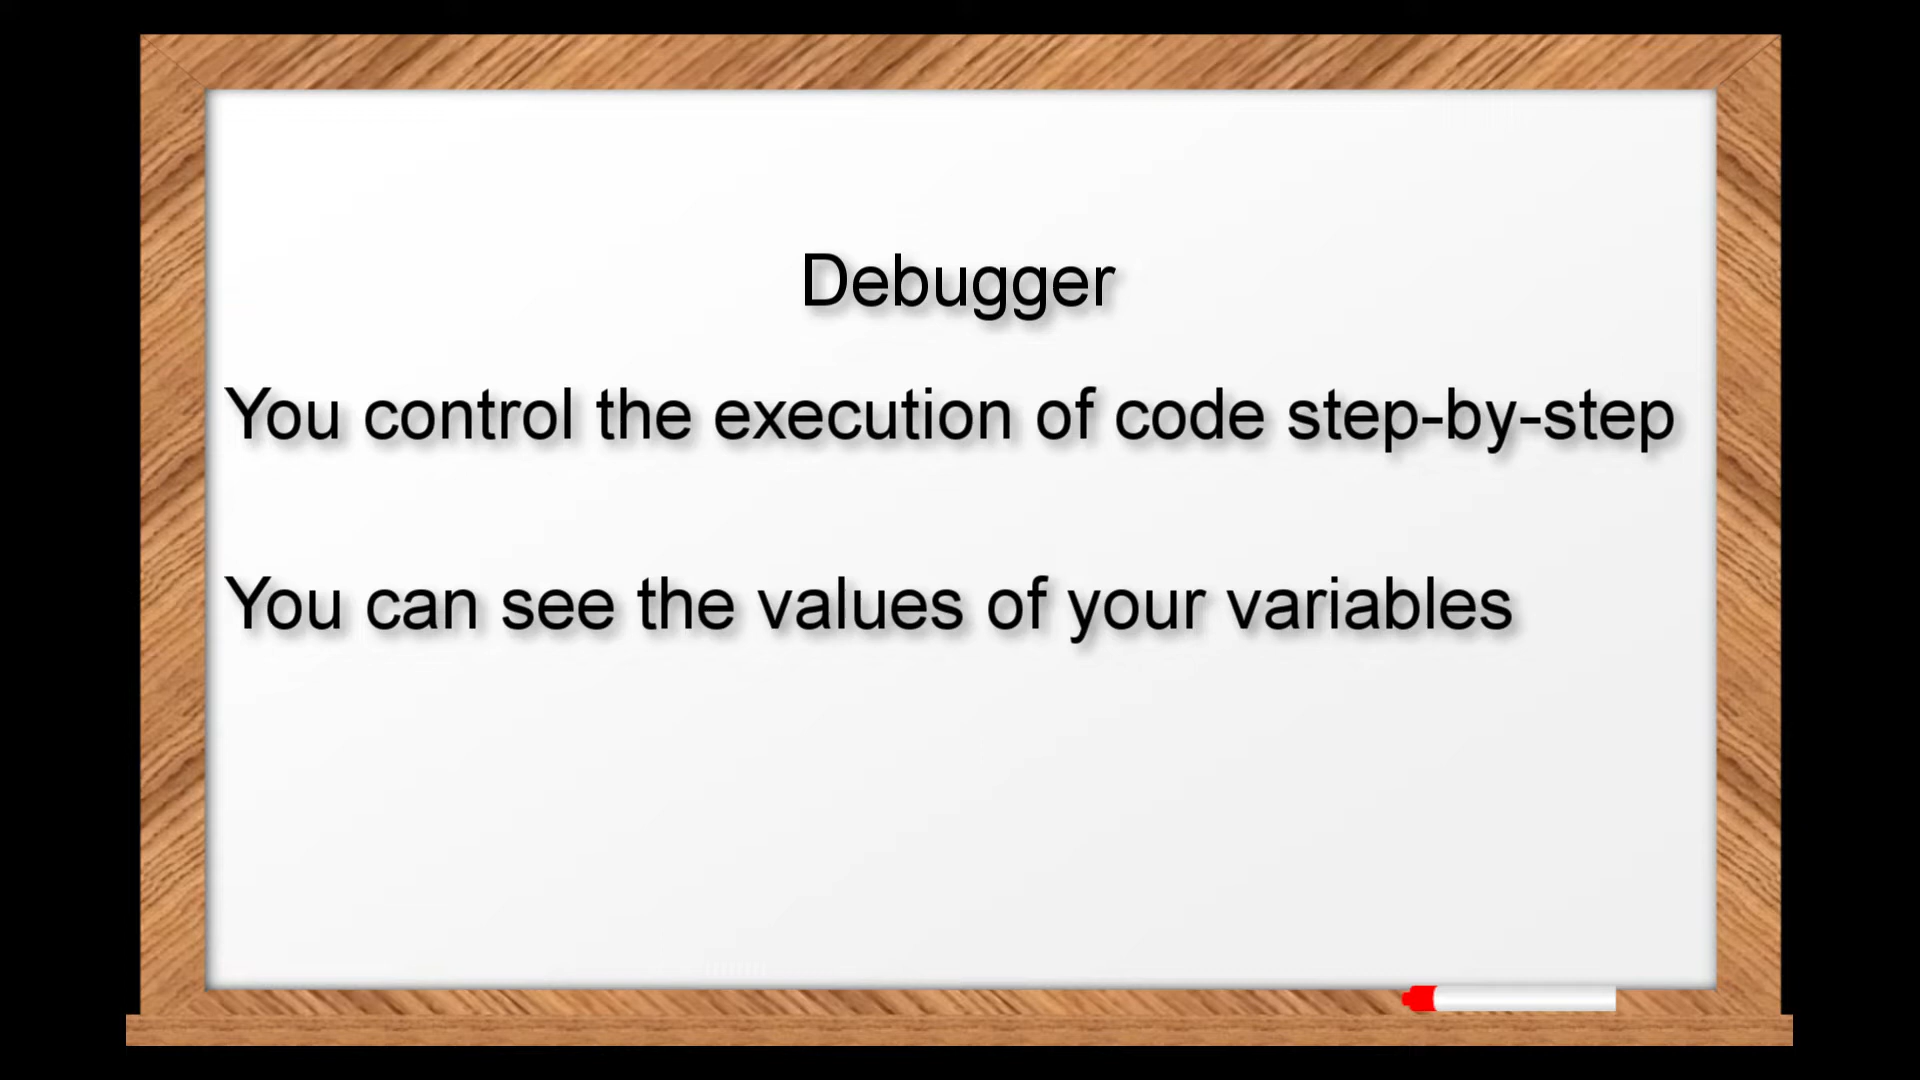 Debugger
You control the execution of code step-by-step
You can see the values of your variables